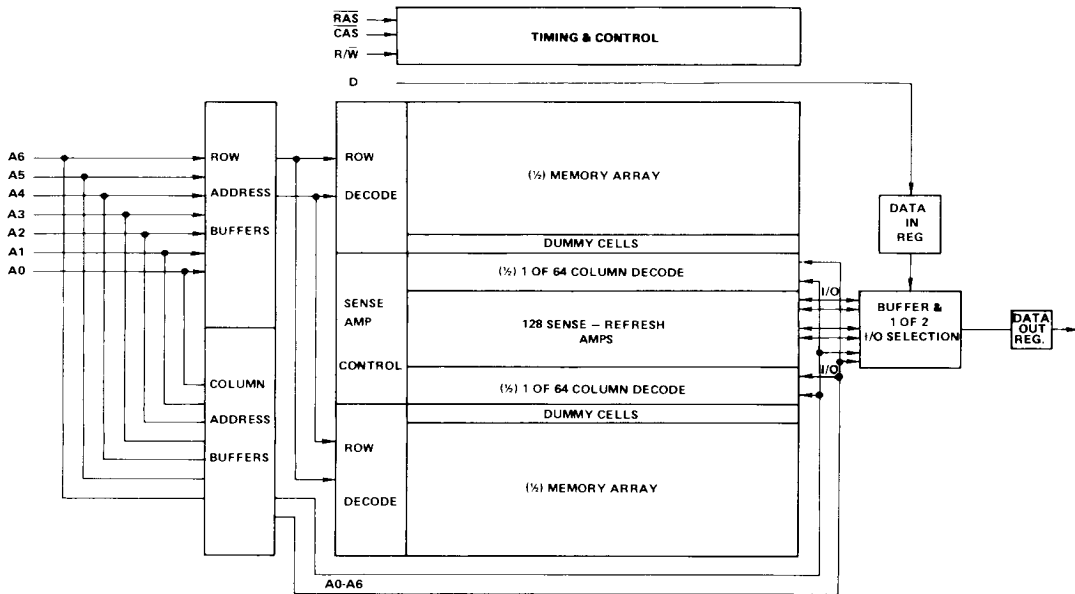 R̅A̅S̅
C̅A̅S̅
R/W̅
TIMING & CONTROL
D
A6
A5
A4
A3
A2
A1
A0
ROW
ADDRESS
BUFFERS
COLUMN
ADDRESS
BUFFERS
ROW
DECODE
SENSE
AMP
CONTROL
ROW
DECODE
(½) MEMORY ARRAY
DUMMY CELLS
(½) 1 OF 64 COLUMN DECODE
128 SENSE – REFRESH
AMPS
(½) 1 OF 64 COLUMN DECODE
DUMMY CELLS
(½) MEMORY ARRAY
I/O
I/O
DATA
IN
REG
BUFFER &
1 OF 2
I/O SELECTION
DATA
OUT
REG.
A0-A6